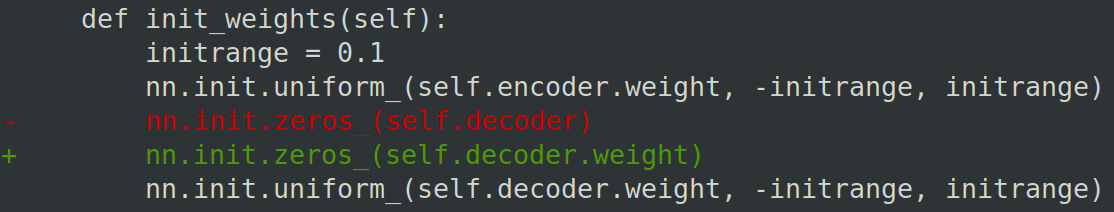 def init_weights(self):
initrange = 0.1
nn.init.uniform_(self.encoder.weight, -initrange, initrange)
- nn.init.zeros_(self.decoder)
+ nn.init.zeros_(self.decoder.weight)
nn.init.uniform_(self.decoder.weight, -initrange, initrange)